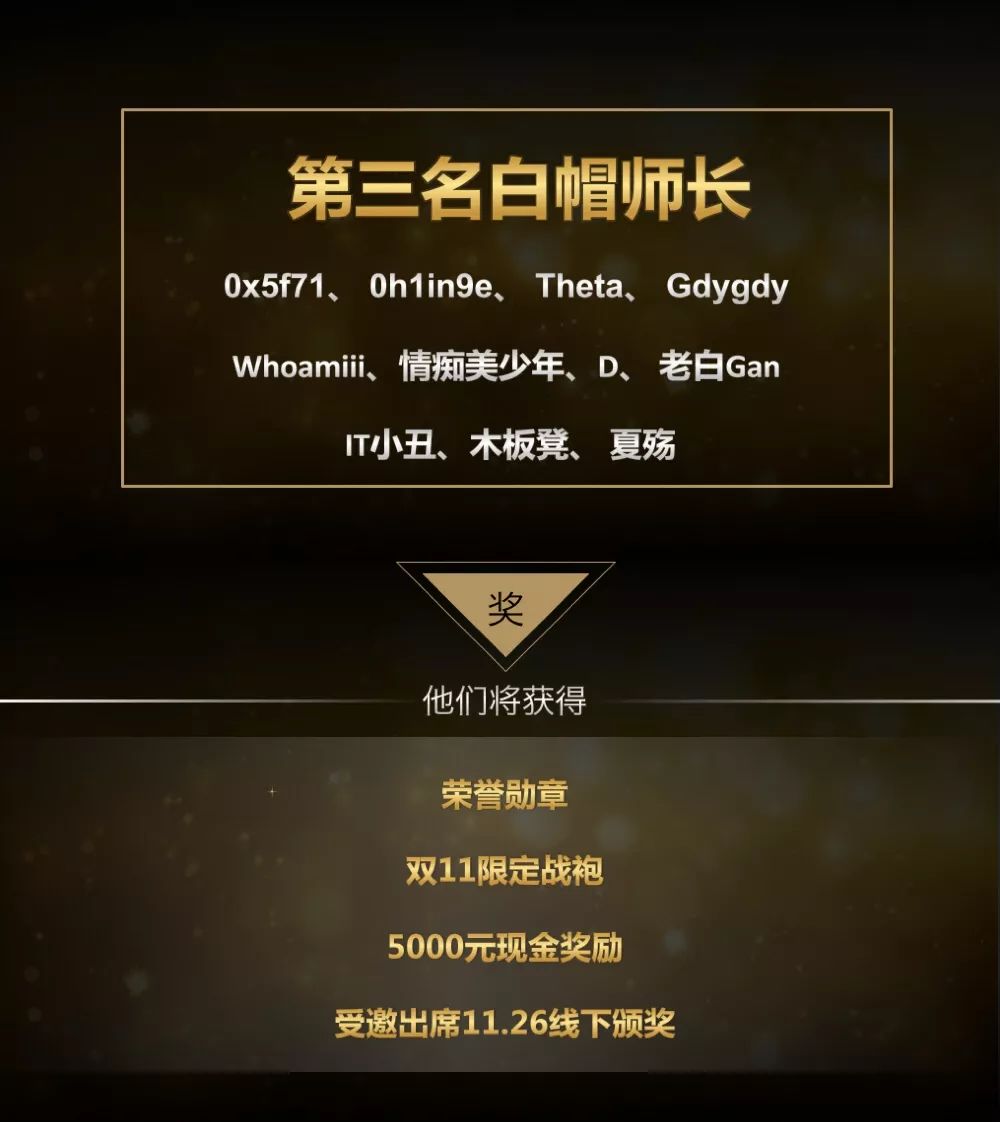 第三名白帽师长
0x5f71、 0h1in9e、 Theta、 Gdygdy
Whoamiii、情痴美少年、D、 老白Gan
IT小丑、木板凳、 夏殇
奖
他们将获得
荣誉勋章
双11限定战袍
5000元现金奖励
受邀出席11.26线下颁奖